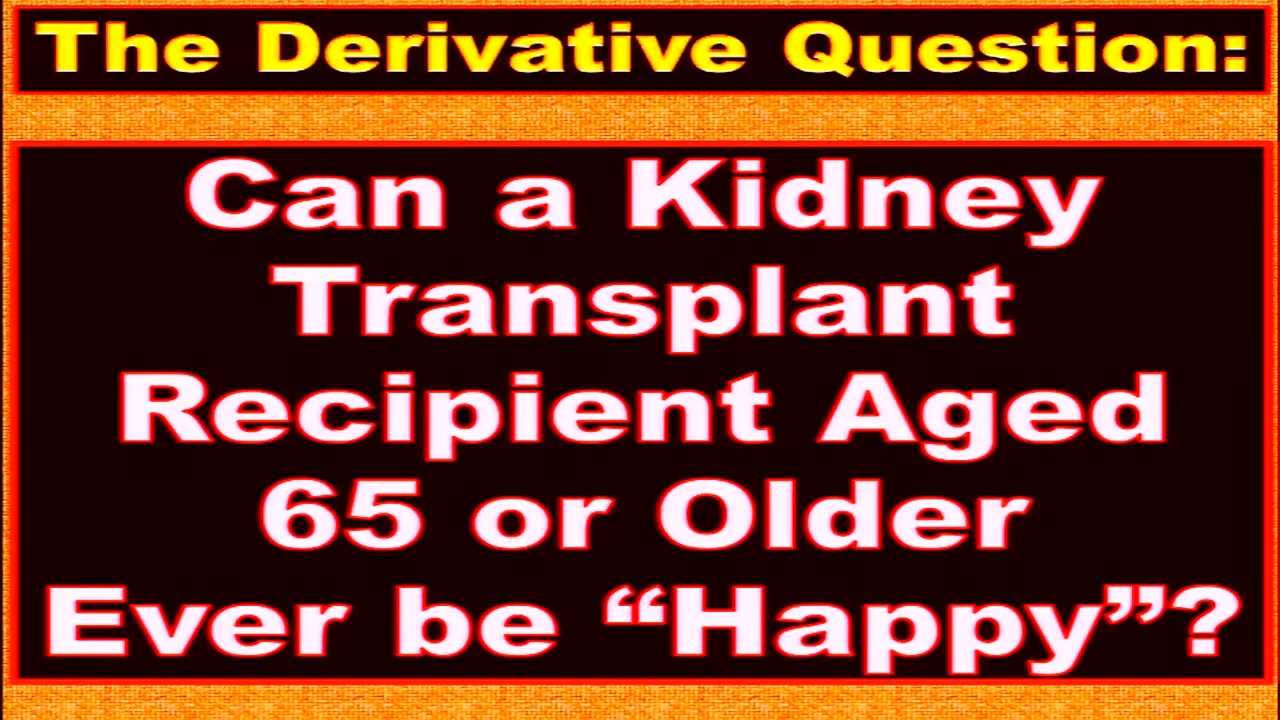 The Derivative Question:
Can a Kidney
Transplant
Recipient Aged
65 or Older
Ever be “Happy”?